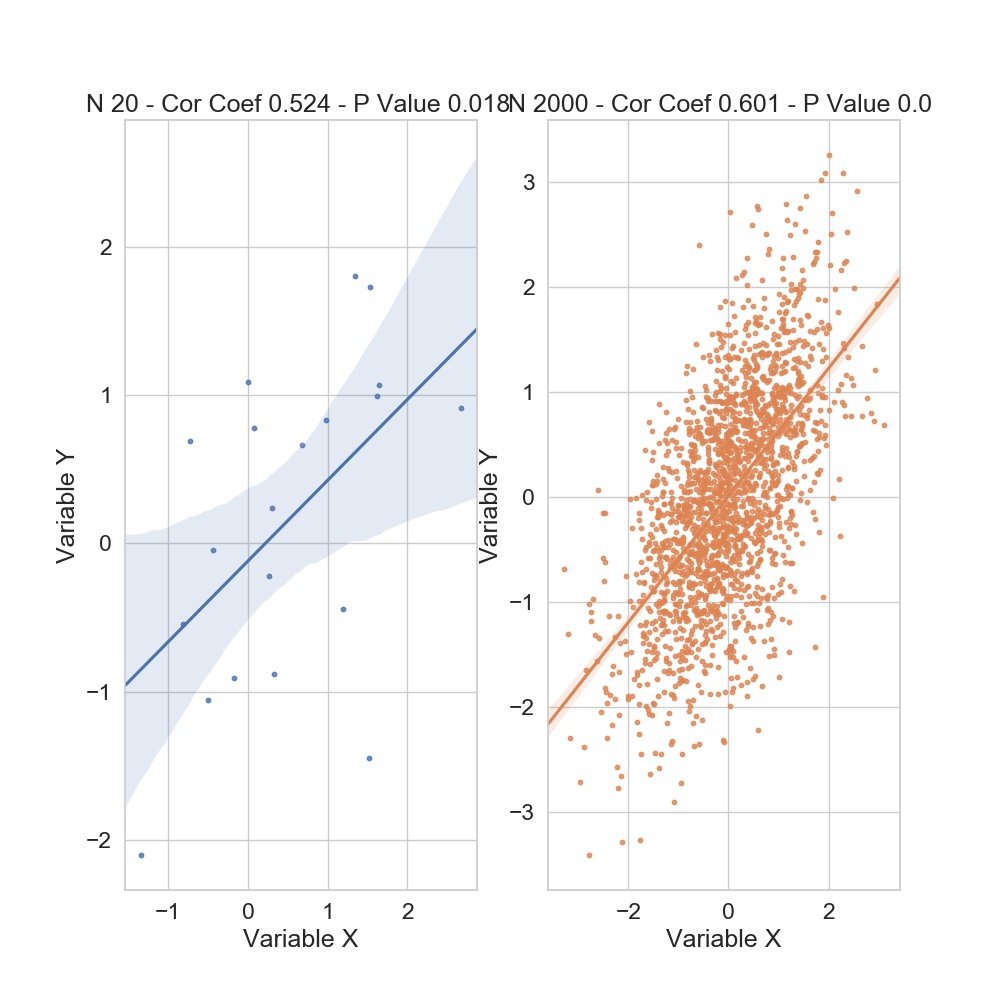 N 20 - Cor Coef 0.524 - P Value 0.018
2
1
0
−1
−2
Variable Y
−1 0 1 2
Variable X
N 2000 - Cor Coef 0.601 - P Value 0.0
3
2
1
0
−1
−2
−3
Variable Y
−2 0 2
Variable X